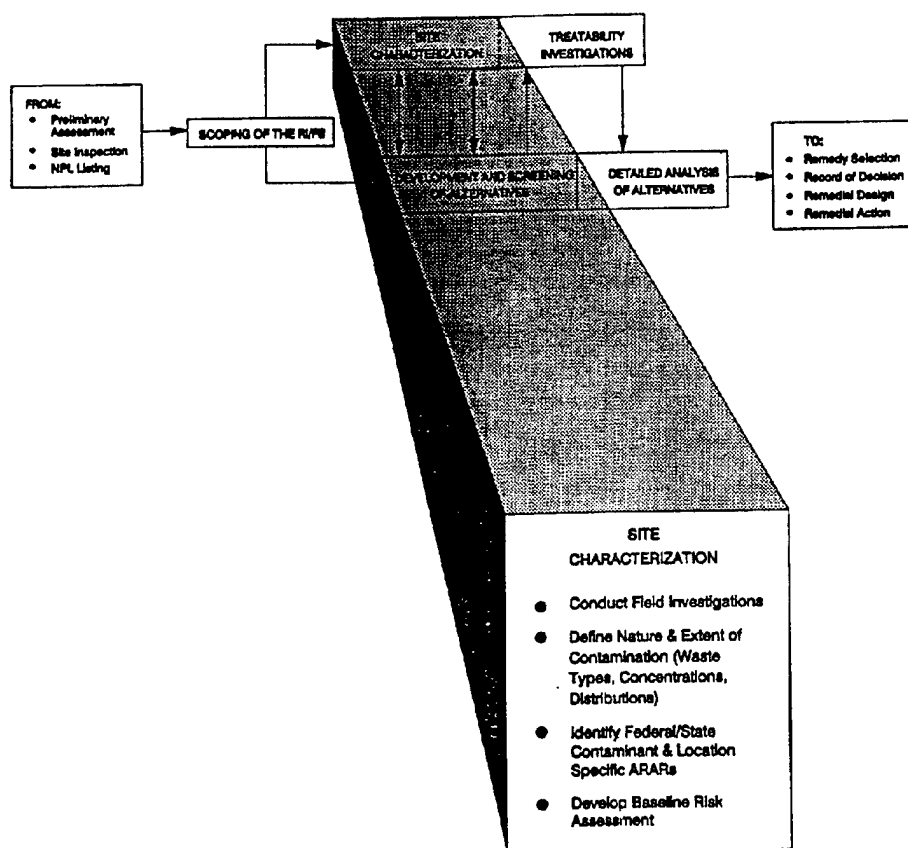 SITE
CHARACTERIZATION
TREATABILITY
INVESTIGATIONS
FROM:
• Preliminary
Assessment
• Site Inspection
• NPL Listing
SCOPING OF THE RI/FS
DEVELOPMENT AND SCREENING
OF ALTERNATIVES
DETAILED ANALYSIS
OF ALTERNATIVES
TO:
• Remedy Selection
• Record of Decision
• Remedial Design
• Remedial Action
SITE
CHARACTERIZATION
• Conduct Field Investigations
• Define Nature & Extent of
Contamination (Waste
Types, Concentrations,
Distributions)
• Identify Federal/State
Contaminant & Location
Specific ARARs
• Develop Baseline Risk
Assessment